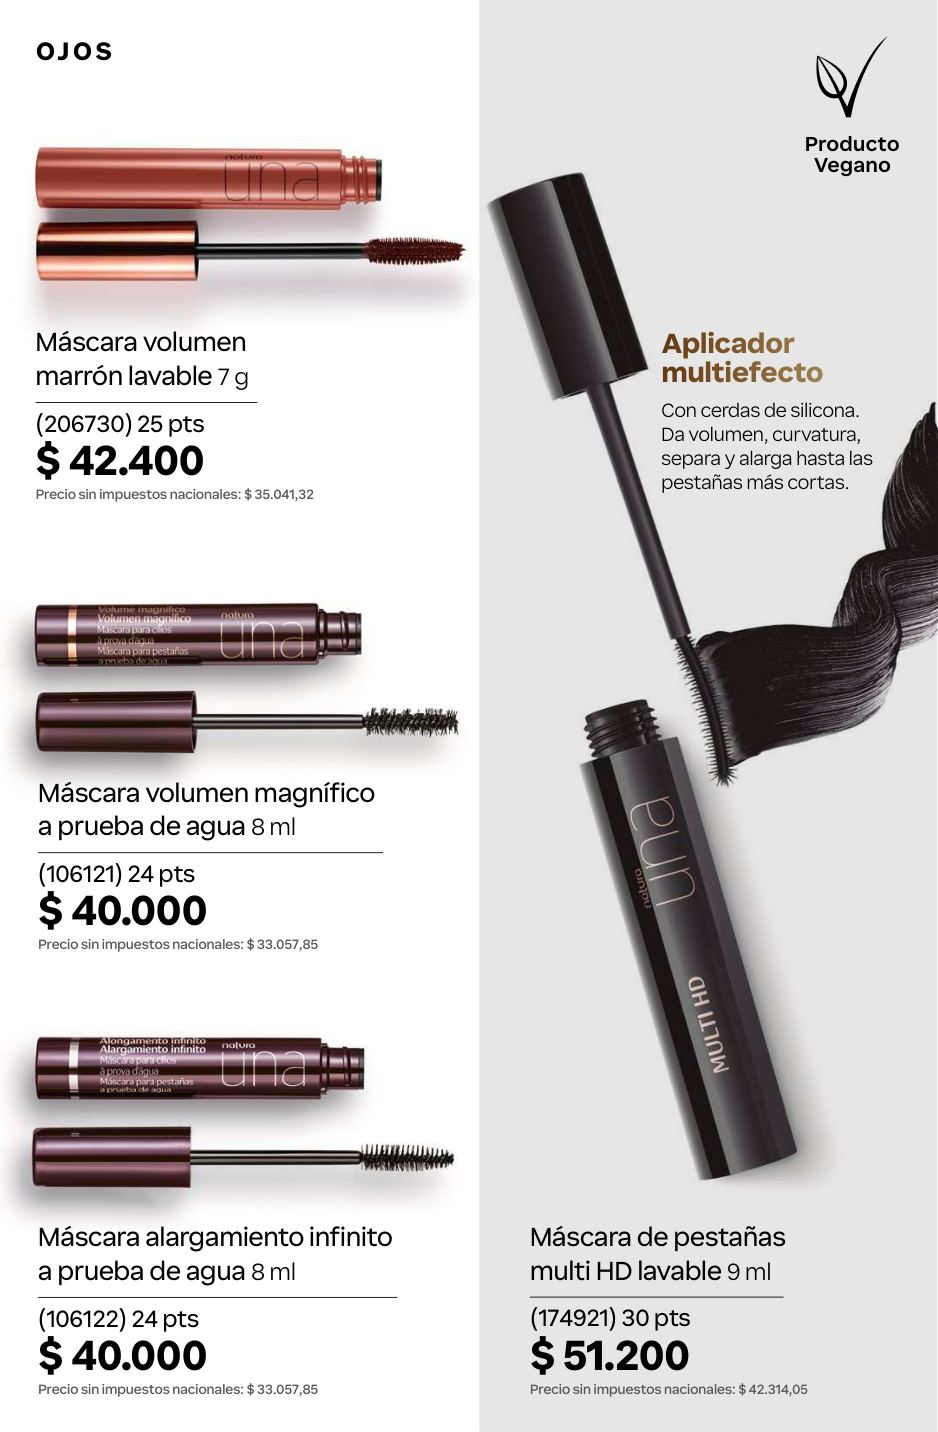 OJOS
natura
una
Máscara volumen
marrón lavable 7 g
(206730) 25 pts
$ 42.400
Precio sin impuestos nacionales: $ 35.041,32
Volume magnífico
Volumen magnífico
Máscara para cílios
à prova d'água
Máscara para pestañas
a prueba de agua
natura
una
Máscara volumen magnífico
a prueba de agua 8 ml
(106121) 24 pts
$ 40.000
Precio sin impuestos nacionales: $ 33.057,85
Alongamento infinito
Alargamiento infinito
Máscara para cílios
à prova d'água
Máscara para pestañas
a prueba de agua
natura
una
Máscara alargamiento infinito
a prueba de agua 8 ml
(106122) 24 pts
$ 40.000
Precio sin impuestos nacionales: $ 33.057,85
Producto
Vegano
Aplicador
multiefecto
Con cerdas de silicona.
Da volumen, curvatura,
separa y alarga hasta las
pestañas más cortas.
natura
una
MULTI HD
Máscara de pestañas
multi HD lavable 9 ml
(174921) 30 pts
$ 51.200
Precio sin impuestos nacionales: $ 42.314,05